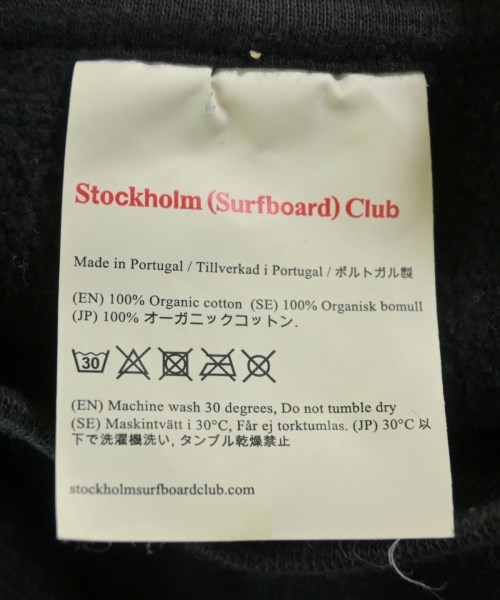 Stockholm (Surfboard) Club
Made in Portugal / Tillverkad i Portugal / ポルトガル製
(EN) 100% Organic cotton (SE) 100% Organisk bomull
(JP) 100% オーガニックコットン.
30
(EN) Machine wash 30 degrees, Do not tumble dry
(SE) Maskintvätt i 30°C, Får ej torktumlas. (JP) 30°C 以
下で洗濯機洗い, タンブル乾燥禁止
stockholmsurfboardclub.com